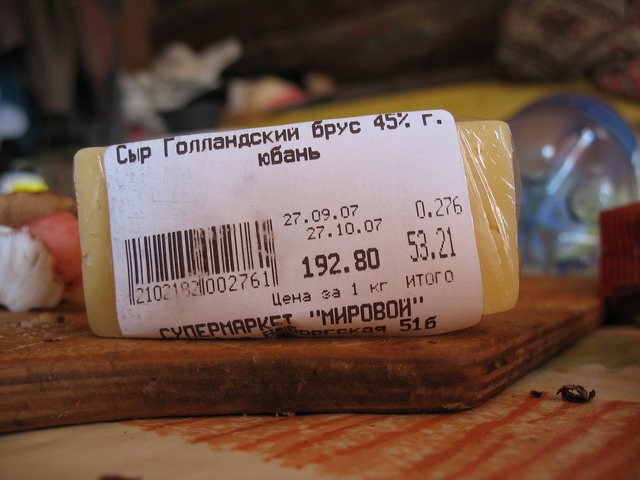 Сыр Голландский брус 45% г.
юбань
27.09.07
27.10.07
0.276
192.80
53.21
Цена за 1 кг
ИТОГО
2102182002761
СУПЕРМАРКЕТ "МИРОВОЙ"
51б